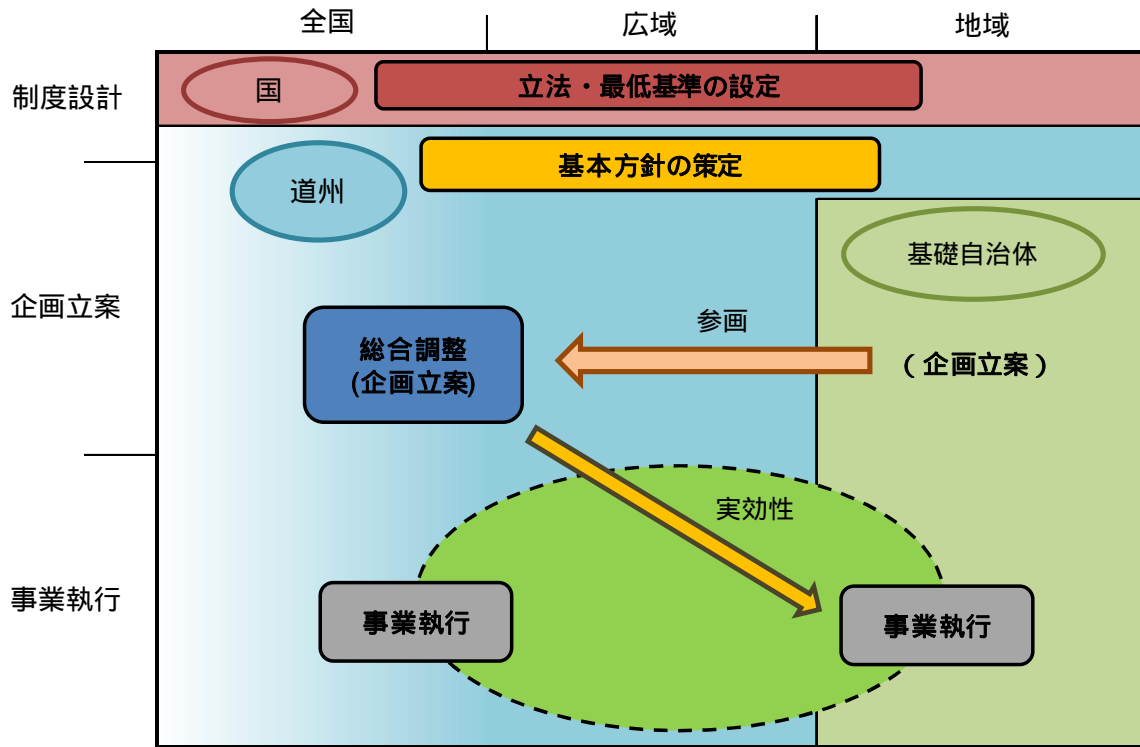 全国
広域
地域
制度設計
国
立法・最低基準の設定
道州
基本方針の策定
基礎自治体
企画立案
総合調整
(企画立案)
参画
（企画立案）
実効性
事業執行
事業執行
事業執行